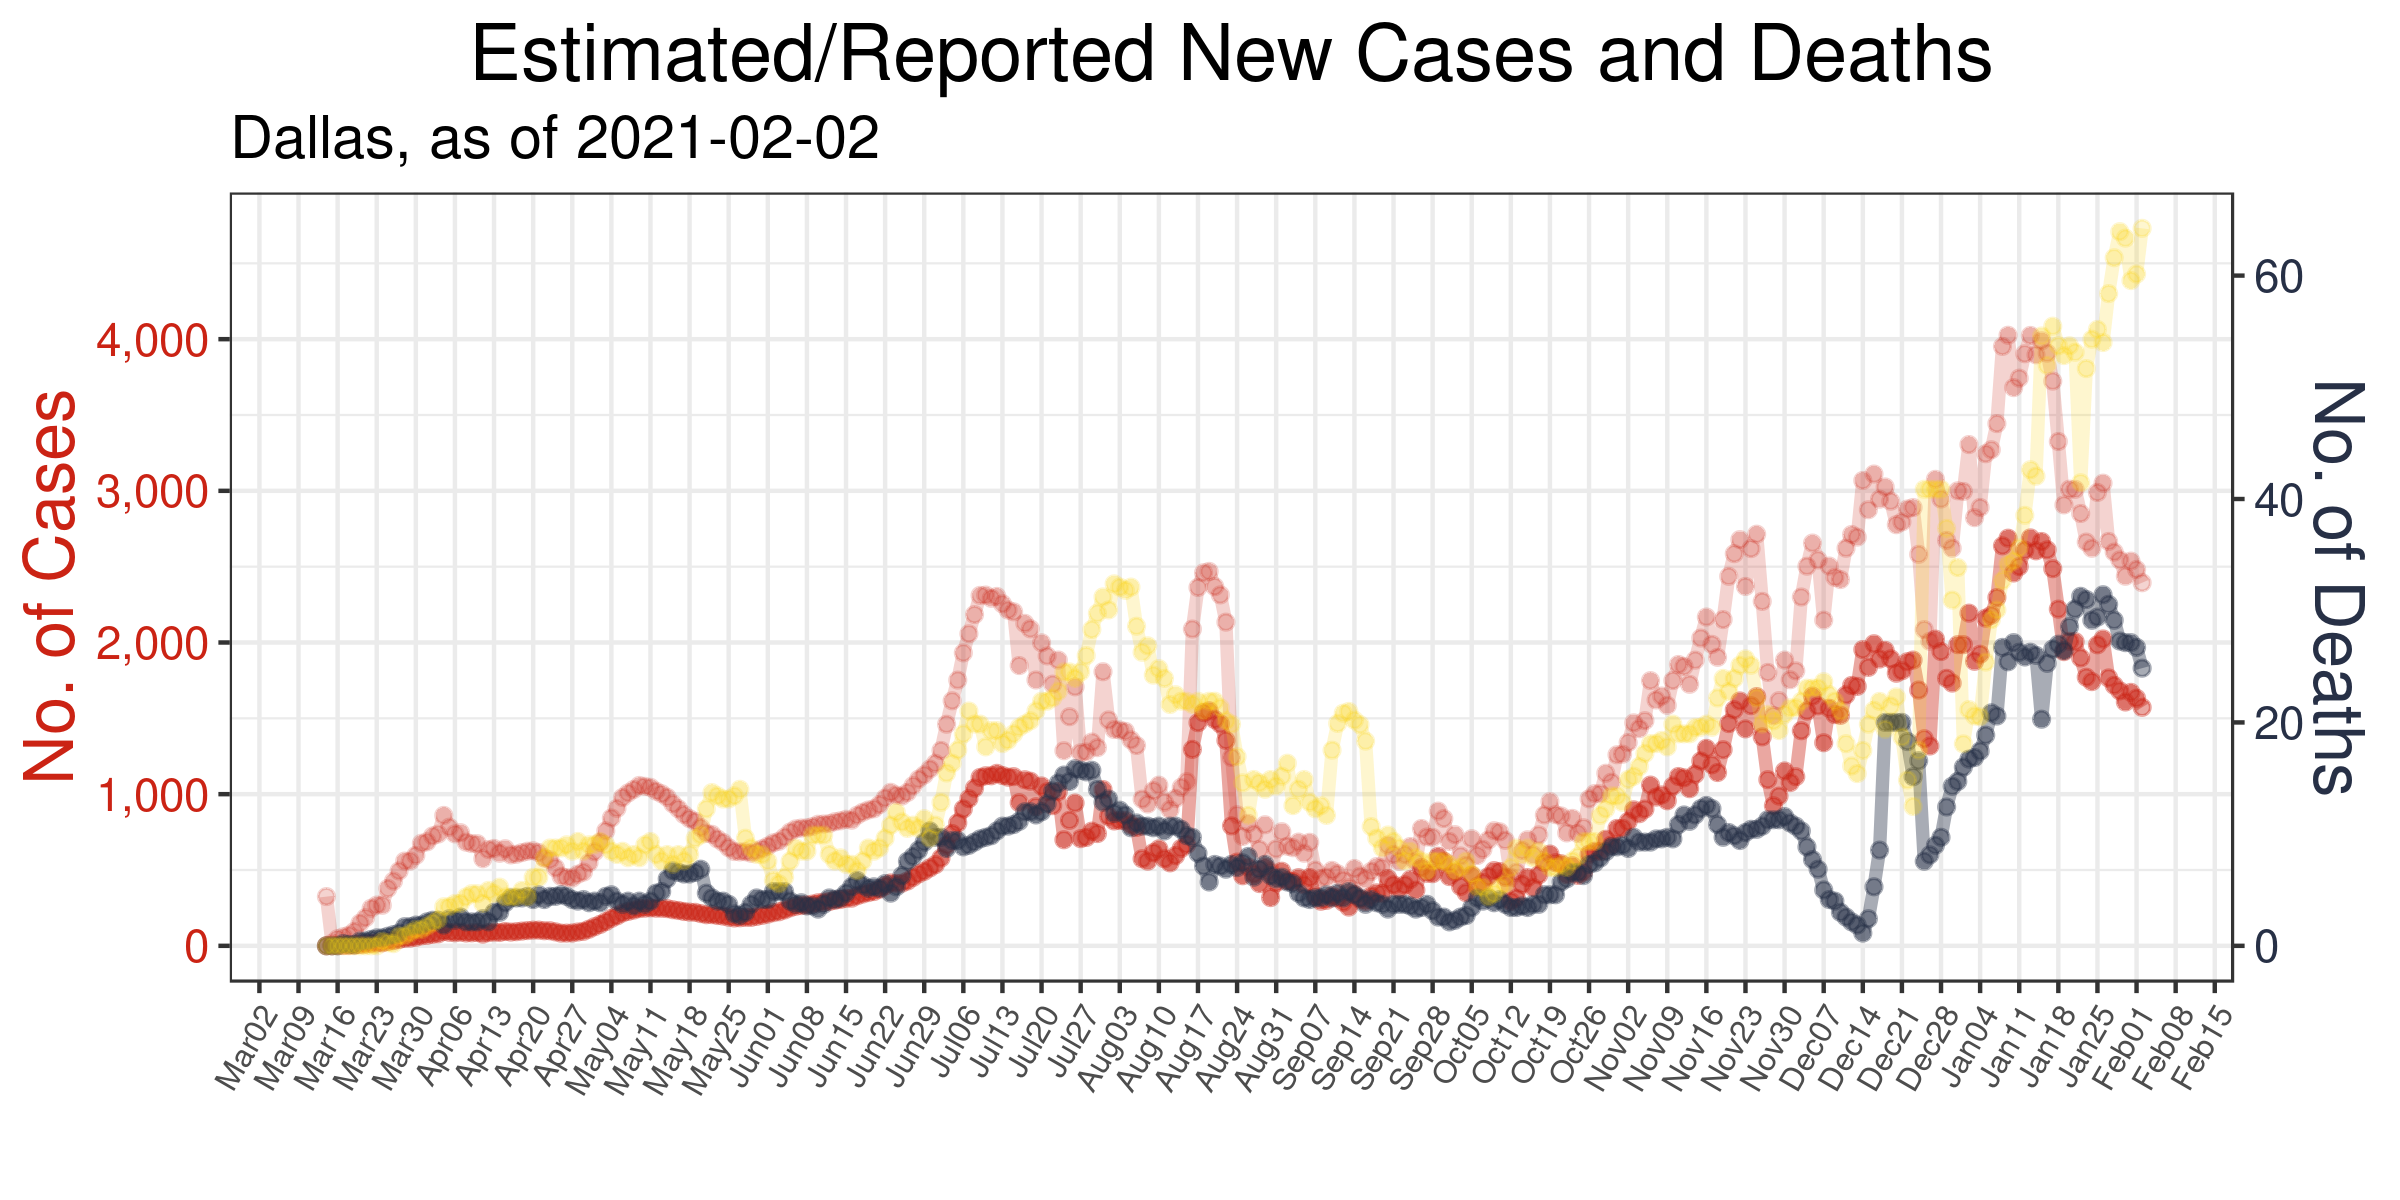 Estimated/Reported New Cases and Deaths
Dallas, as of 2021-02-02
No. of Cases
4,000
3,000
2,000
1,000
0
60
40
20
0
No. of Deaths
Mar02
Mar09
Mar16
Mar23
Mar30
Apr06
Apr13
Apr20
Apr27
May04
May11
May18
May25
Jun01
Jun08
Jun15
Jun22
Jun29
Jul06
Jul13
Jul20
Jul27
Aug03
Aug10
Aug17
Aug24
Aug31
Sep07
Sep14
Sep21
Sep28
Oct05
Oct12
Oct19
Oct26
Nov02
Nov09
Nov16
Nov23
Nov30
Dec07
Dec14
Dec21
Dec28
Jan04
Jan11
Jan18
Jan25
Feb01
Feb08
Feb15